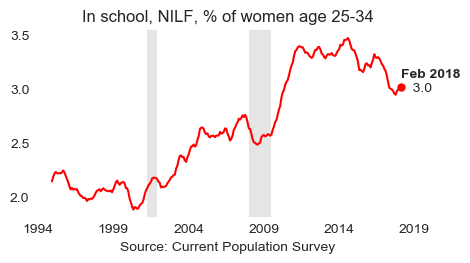 In school, NILF, % of women age 25-34
3.5
3.0
2.5
2.0
Feb 2018
3.0
1994 1999 2004 2009 2014 2019
Source: Current Population Survey